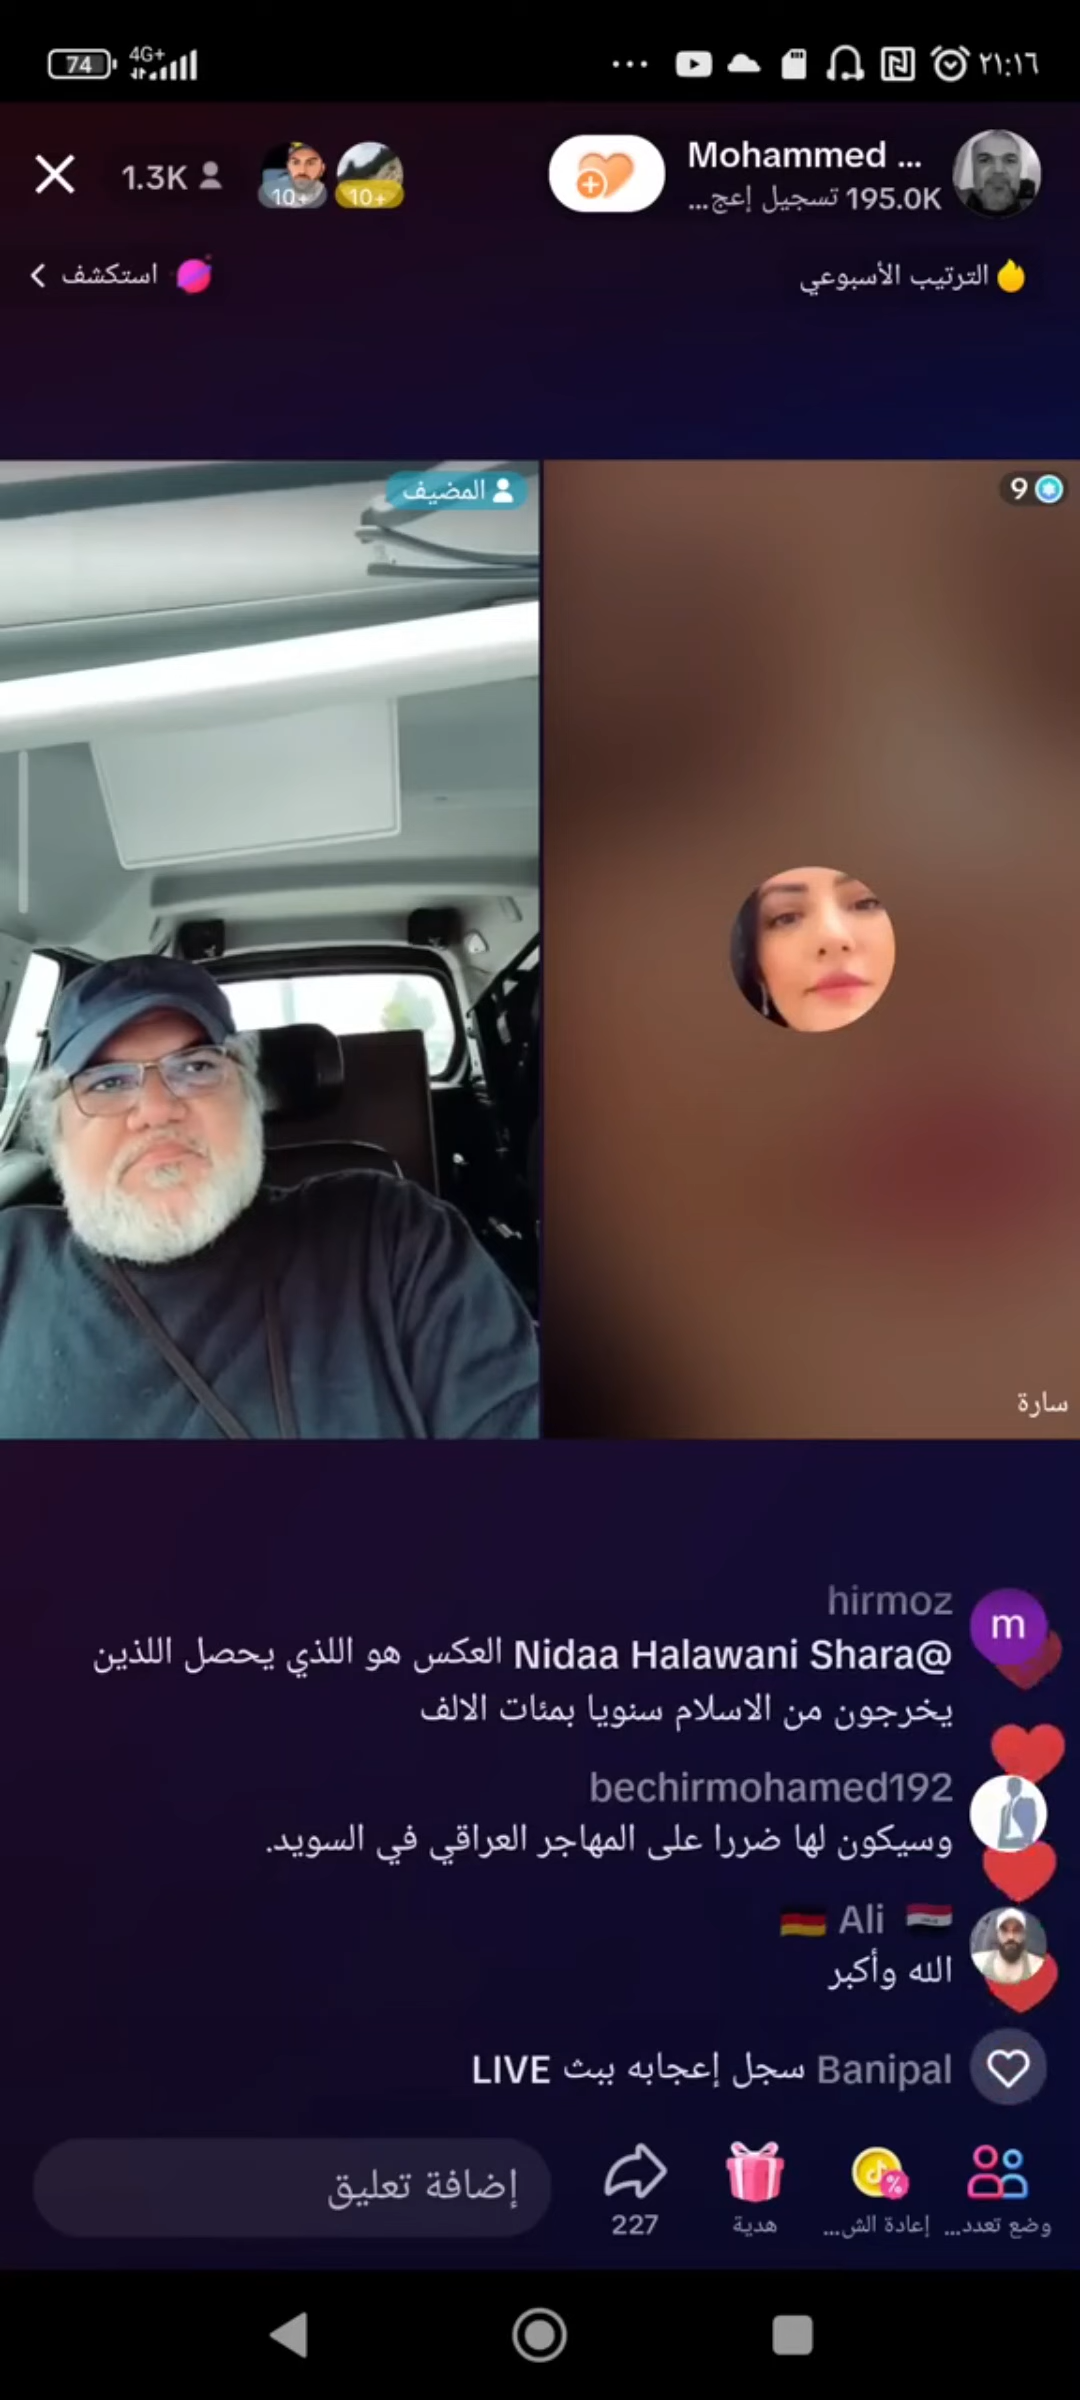 74 4G+ ٢١:١٦
Mohammed ...
195.0K تسجيل إعج...
1.3K
10+ 10+
الترتيب الأسبوعي
استكشف
المضيف
9
سارة
hirmoz
@Nidaa Halawani Shara العكس هو اللذي يحصل اللذين
يخرجون من الاسلام سنويا بمئات الالف
m
bechirmohamed192
وسيكون لها ضررا على المهاجر العراقي في السويد.
🇮🇶 Ali 🇩🇪
الله وأكبر
Banipal سجل إعجابه ببث LIVE
إضافة تعليق
227
هدية
إعادة الش...
وضع تعدد...